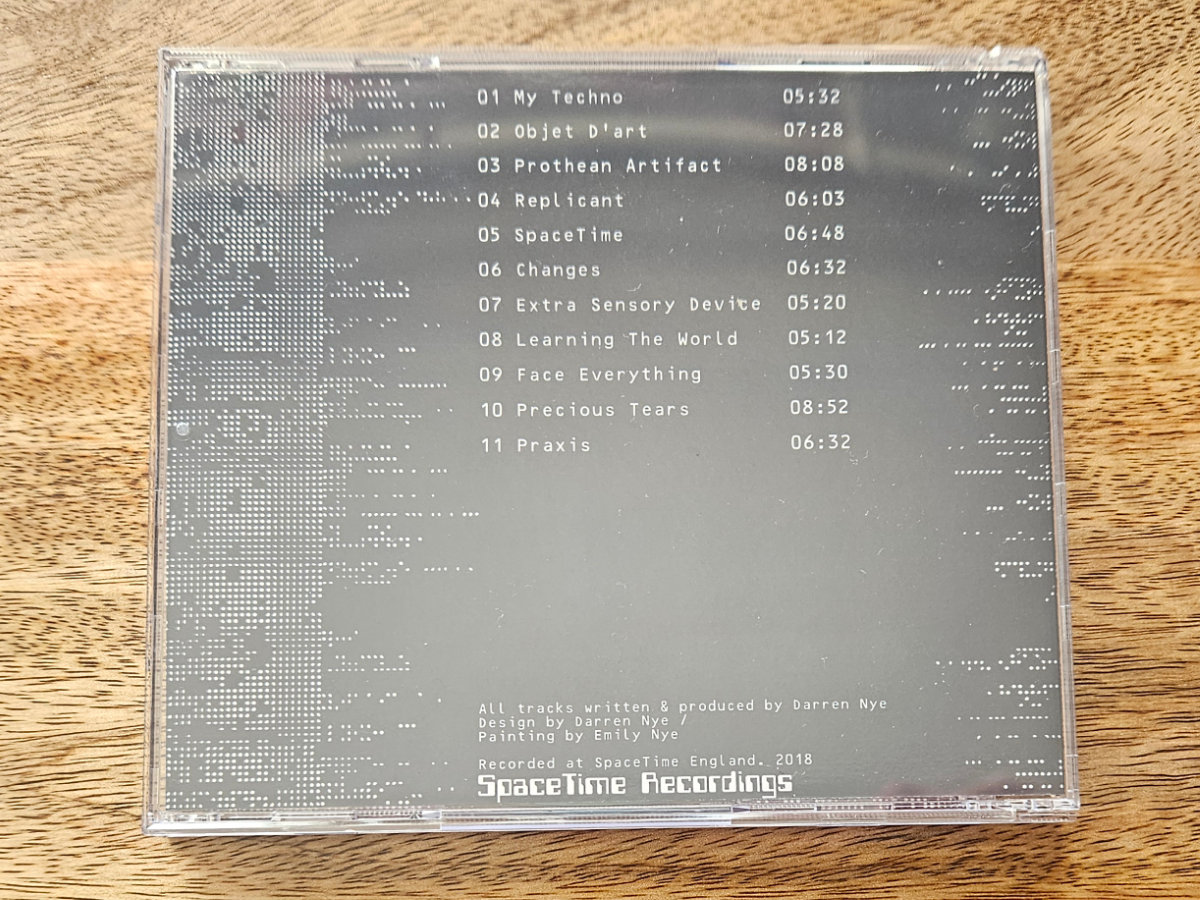 01 My Techno 05:32
02 Objet D'art 07:28
03 Prothean Artifact 08:08
04 Replicant 06:03
05 SpaceTime 06:48
06 Changes 06:32
07 Extra Sensory Device 05:20
08 Learning The World 05:12
09 Face Everything 05:30
10 Precious Tears 08:52
11 Praxis 06:32
All tracks written & produced by Darren Nye
Design by Darren Nye /
Painting by Emily Nye
Recorded at SpaceTime England. 2018
SpaceTime Recordings